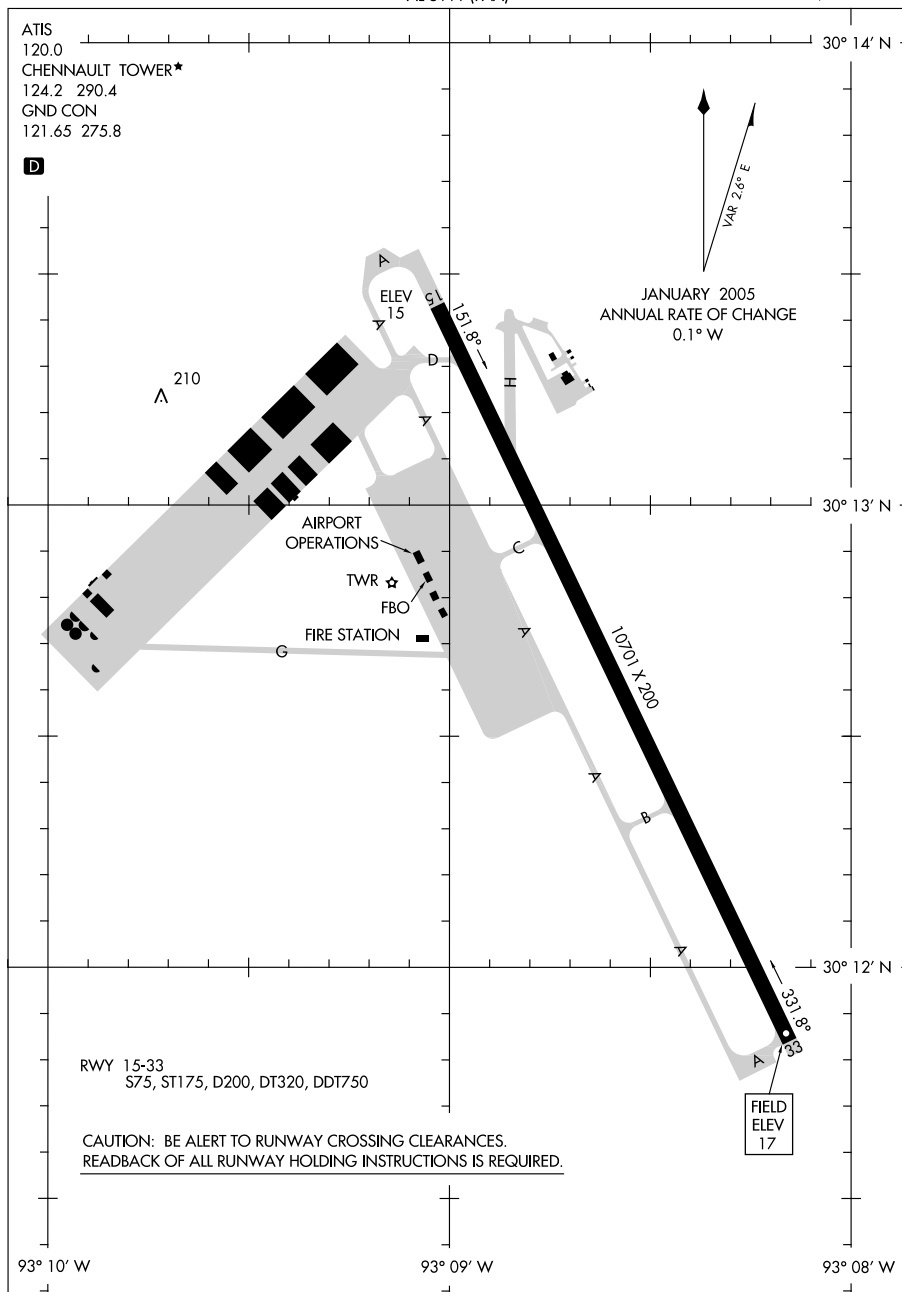 ATIS
120.0
CHENNAULT TOWER★
124.2 290.4
GND CON
121.65 275.8
D
30° 14' N
VAR 2.6° E
JANUARY 2005
ANNUAL RATE OF CHANGE
0.1° W
A
ELEV
15
15
151.8°
A
D
H
210
A
30° 13' N
AIRPORT
OPERATIONS
C
TWR
FBO
FIRE STATION
A
G
10701 X 200
A
B
A
30° 12' N
331.8°
33
A
RWY 15-33
S75, ST175, D200, DT320, DDT750
FIELD
ELEV
17
CAUTION: BE ALERT TO RUNWAY CROSSING CLEARANCES.
READBACK OF ALL RUNWAY HOLDING INSTRUCTIONS IS REQUIRED.
93° 10' W
93° 09' W
93° 08' W